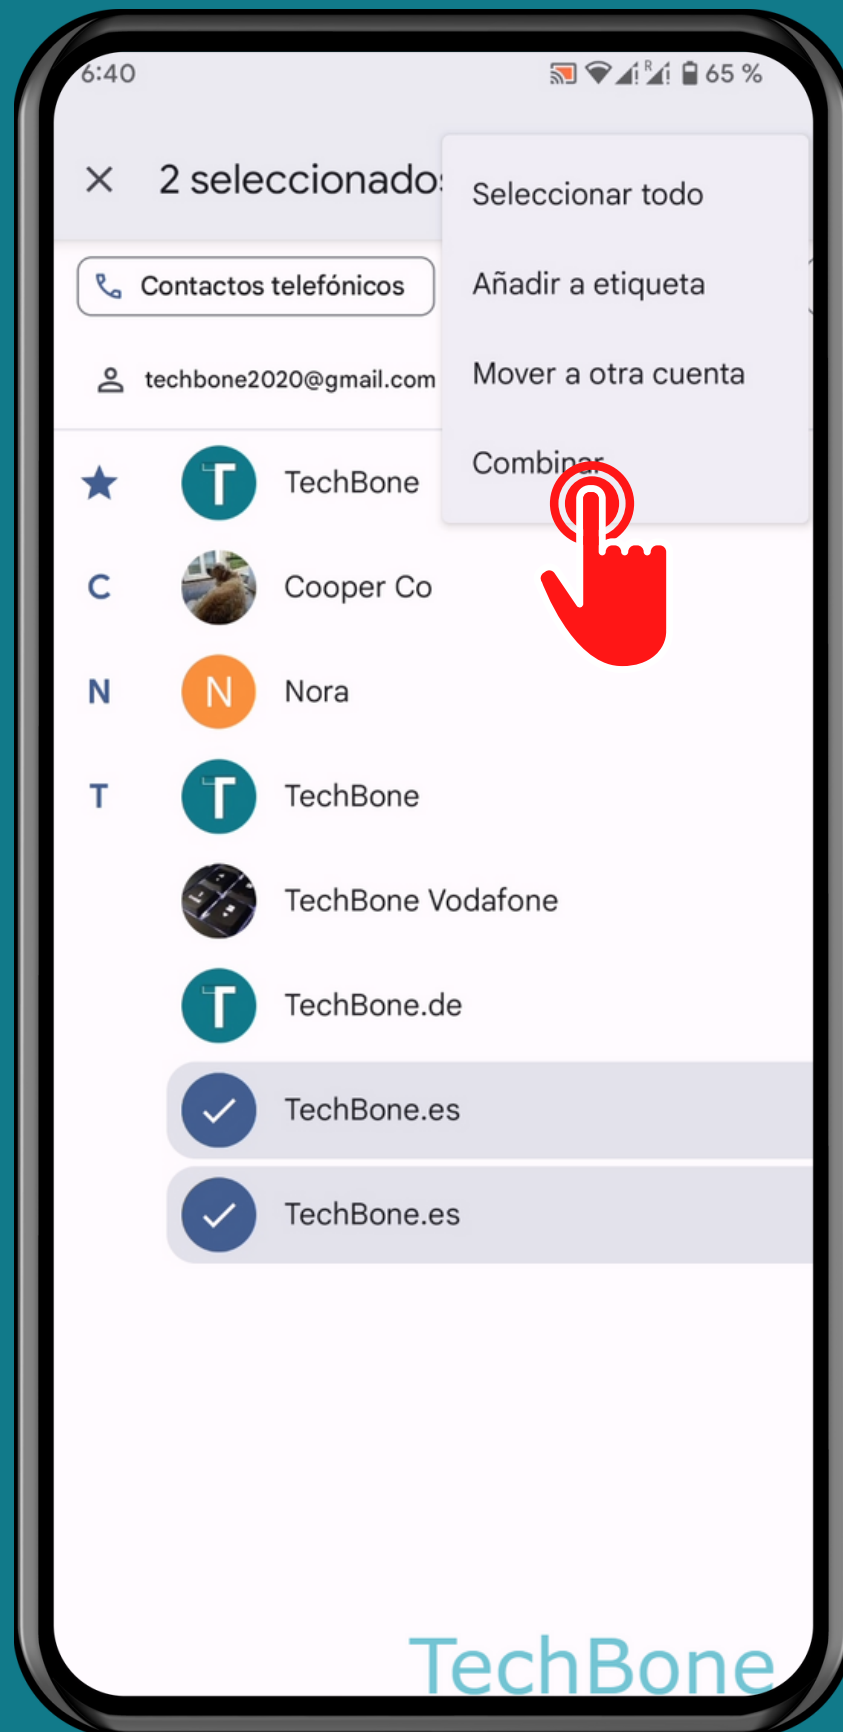 6:40
R
65 %
2 seleccionados
Seleccionar todo
Contactos telefónicos
Añadir a etiqueta
techbone2020@gmail.com
Mover a otra cuenta
Combinar
T TechBone
C Cooper Co
N N Nora
T T TechBone
TechBone Vodafone
T TechBone.de
TechBone.es
TechBone.es
TechBone